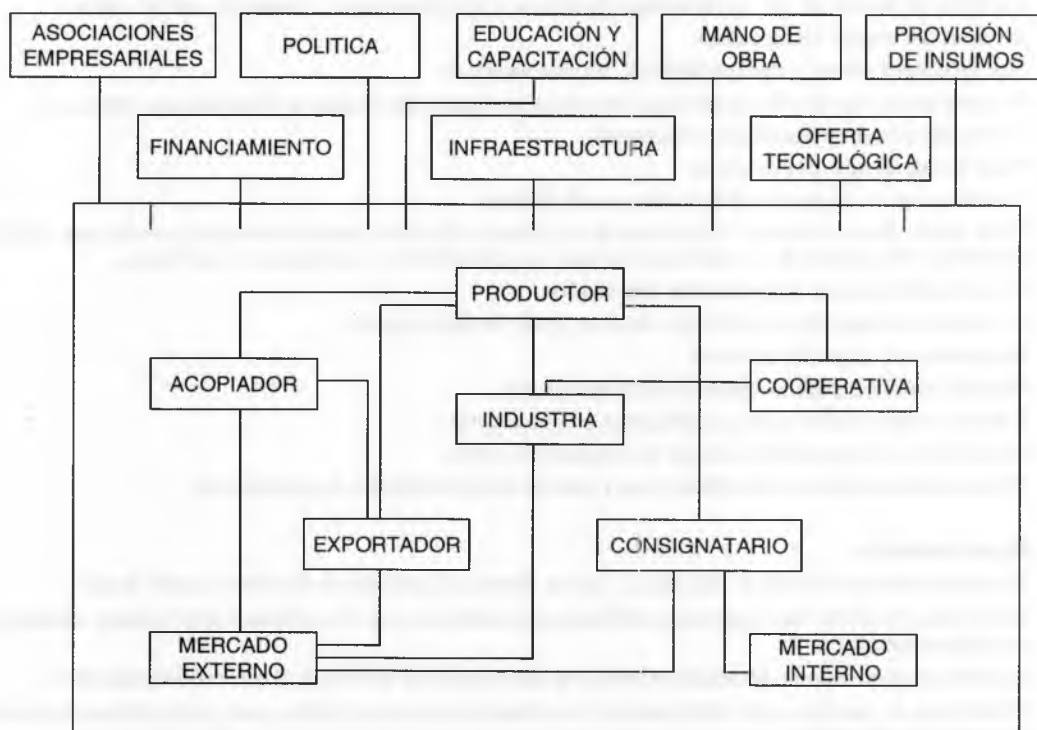 ASOCIACIONES
EMPRESARIALES
POLITICA
EDUCACIÓN Y
CAPACITACIÓN
MANO DE
OBRA
PROVISIÓN
DE INSUMOS
FINANCIAMIENTO
INFRAESTRUCTURA
OFERTA
TECNOLÓGICA
PRODUCTOR
ACOPIADOR
COOPERATIVA
INDUSTRIA
EXPORTADOR
CONSIGNATARIO
MERCADO
EXTERNO
MERCADO
INTERNO